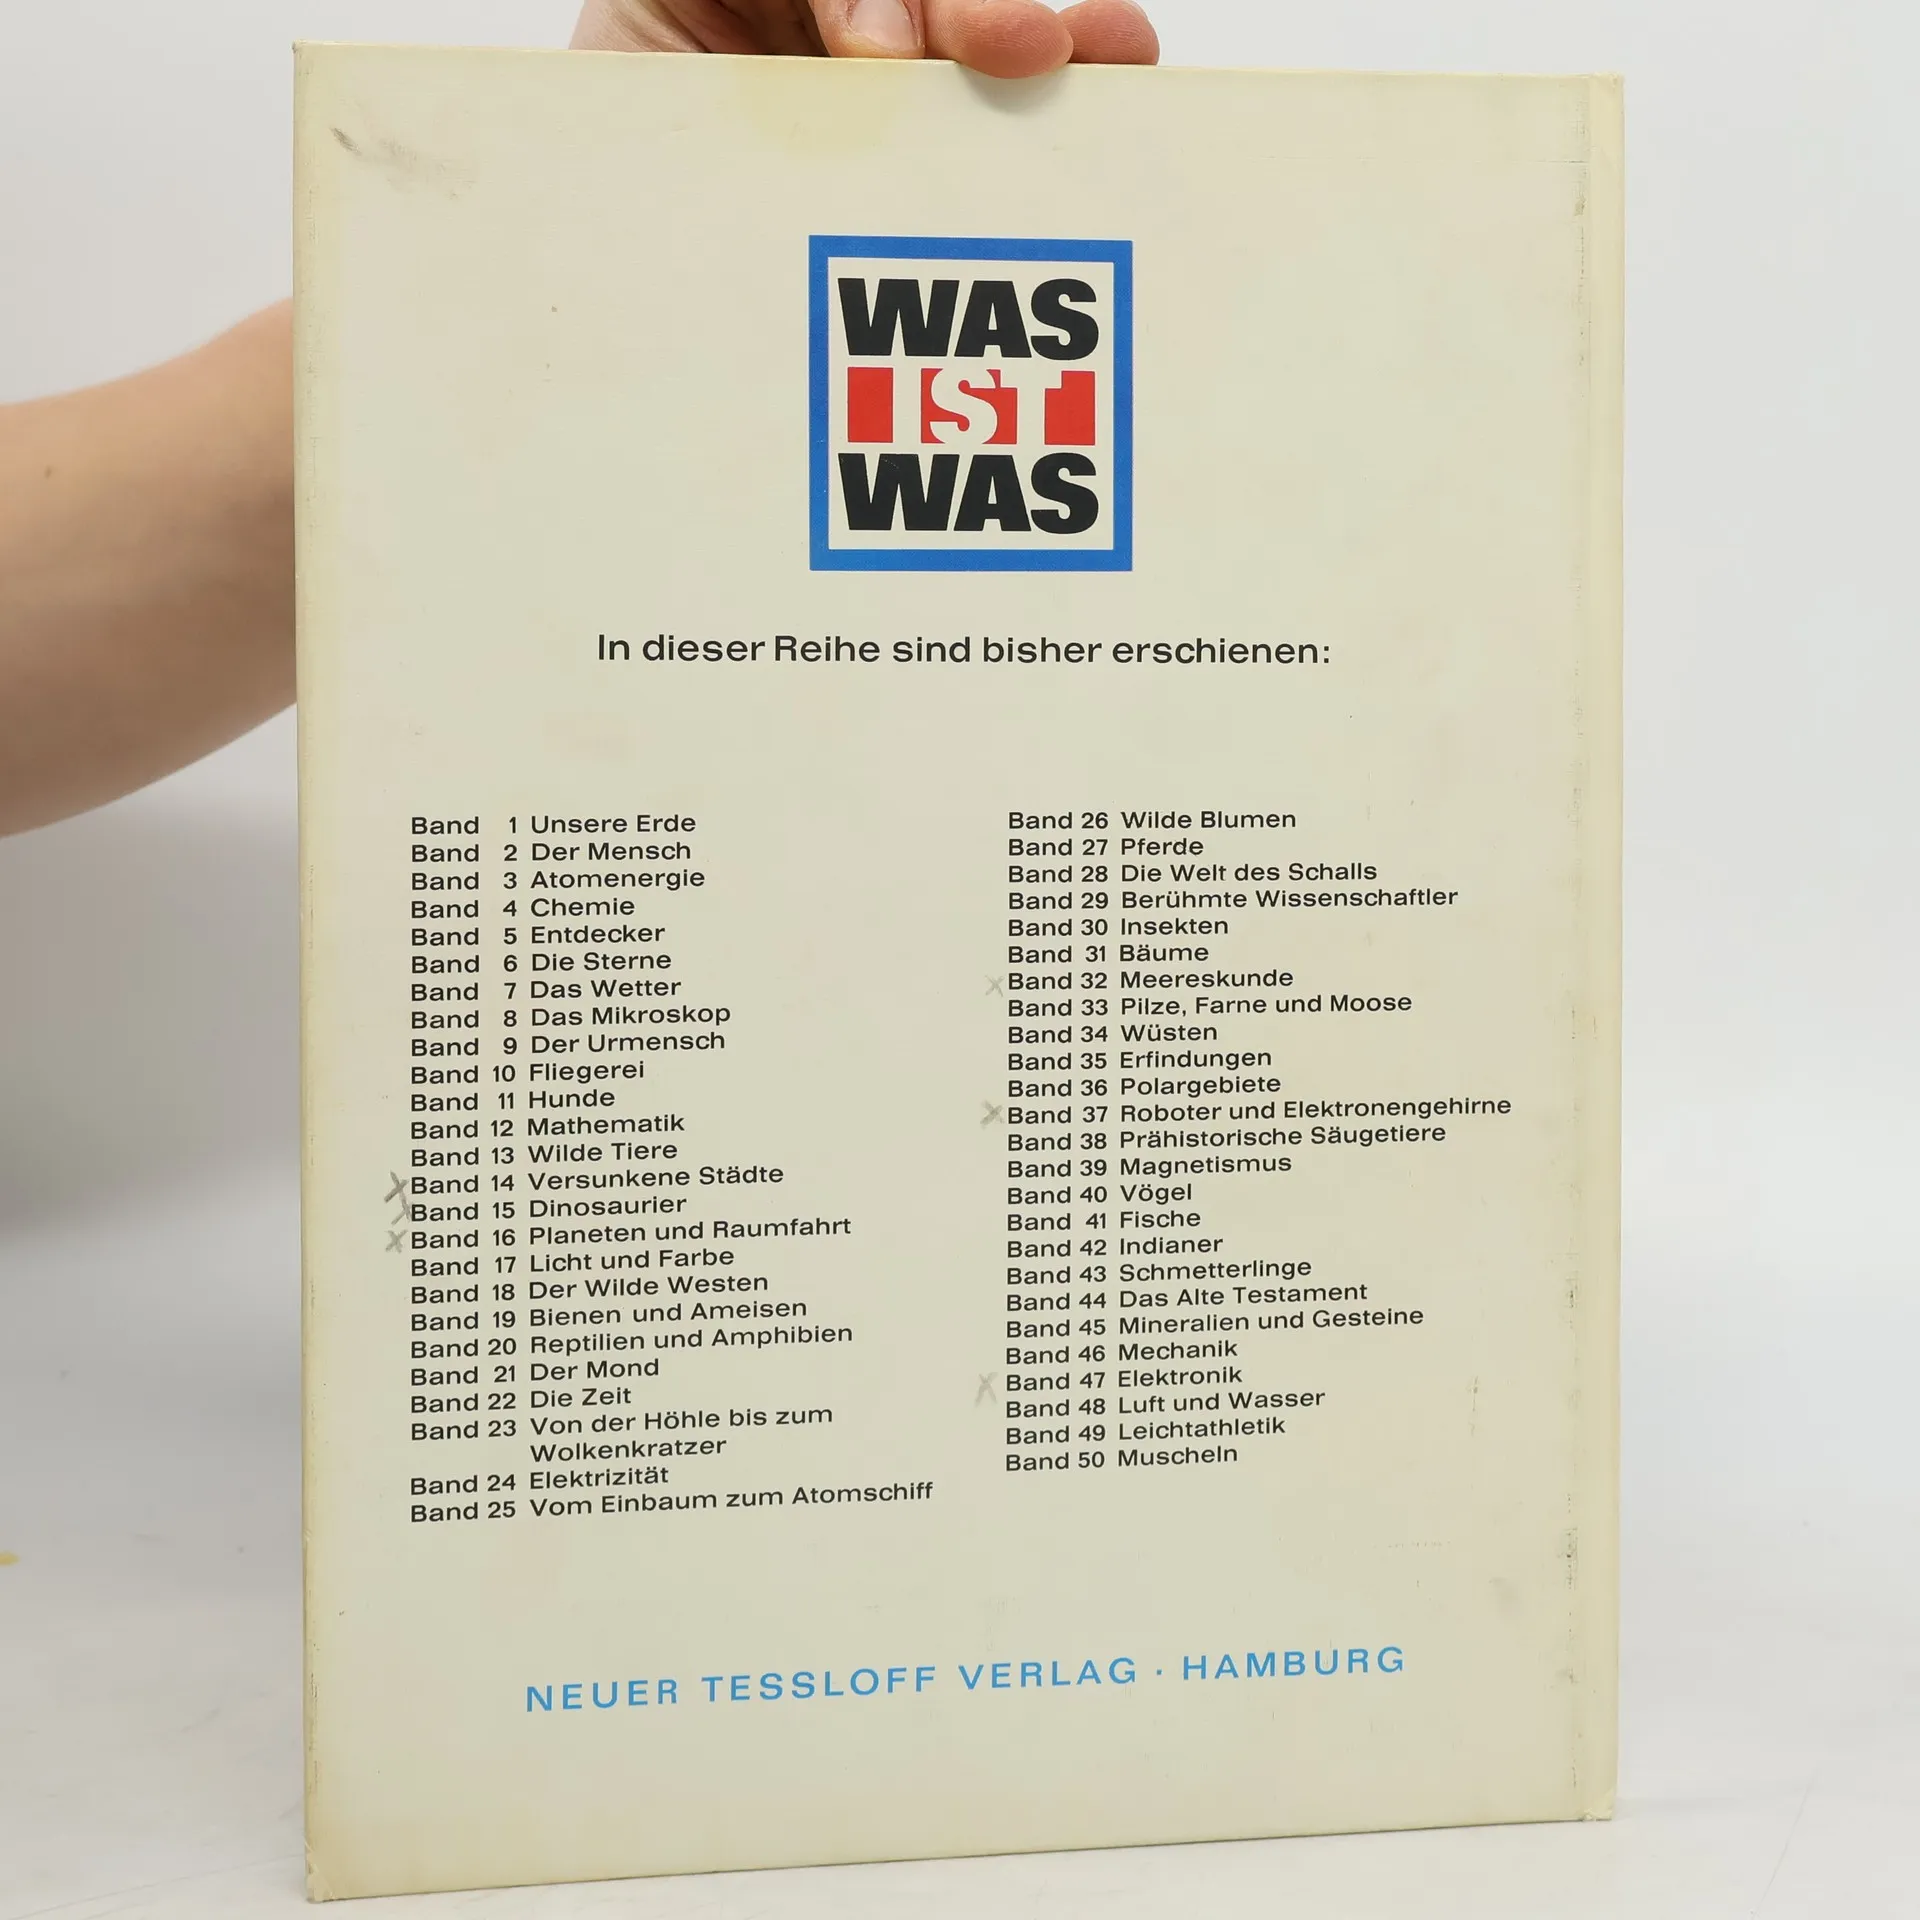 WAS
IST
WAS
In dieser Reihe sind bisher erschienen:
Band 1 Unsere Erde
Band 2 Der Mensch
Band 3 Atomenergie
Band 4 Chemie
Band 5 Entdecker
Band 6 Die Sterne
Band 7 Das Wetter
Band 8 Das Mikroskop
Band 9 Der Urmensch
Band 10 Fliegerei
Band 11 Hunde
Band 12 Mathematik
Band 13 Wilde Tiere
x Band 14 Versunkene Städte
x Band 15 Dinosaurier
x Band 16 Planeten und Raumfahrt
Band 17 Licht und Farbe
Band 18 Der Wilde Westen
Band 19 Bienen und Ameisen
Band 20 Reptilien und Amphibien
Band 21 Der Mond
Band 22 Die Zeit
Band 23 Von der Höhle bis zum
Wolkenkratzer
Band 24 Elektrizität
Band 25 Vom Einbaum zum Atomschiff
Band 26 Wilde Blumen
Band 27 Pferde
Band 28 Die Welt des Schalls
Band 29 Berühmte Wissenschaftler
Band 30 Insekten
Band 31 Bäume
x Band 32 Meereskunde
Band 33 Pilze, Farne und Moose
Band 34 Wüsten
Band 35 Erfindungen
Band 36 Polargebiete
x Band 37 Roboter und Elektronengehirne
Band 38 Prähistorische Säugetiere
Band 39 Magnetismus
Band 40 Vögel
Band 41 Fische
Band 42 Indianer
Band 43 Schmetterlinge
Band 44 Das Alte Testament
Band 45 Mineralien und Gesteine
Band 46 Mechanik
x Band 47 Elektronik
Band 48 Luft und Wasser
Band 49 Leichtathletik
Band 50 Muscheln
NEUER TESSLOFF VERLAG · HAMBURG